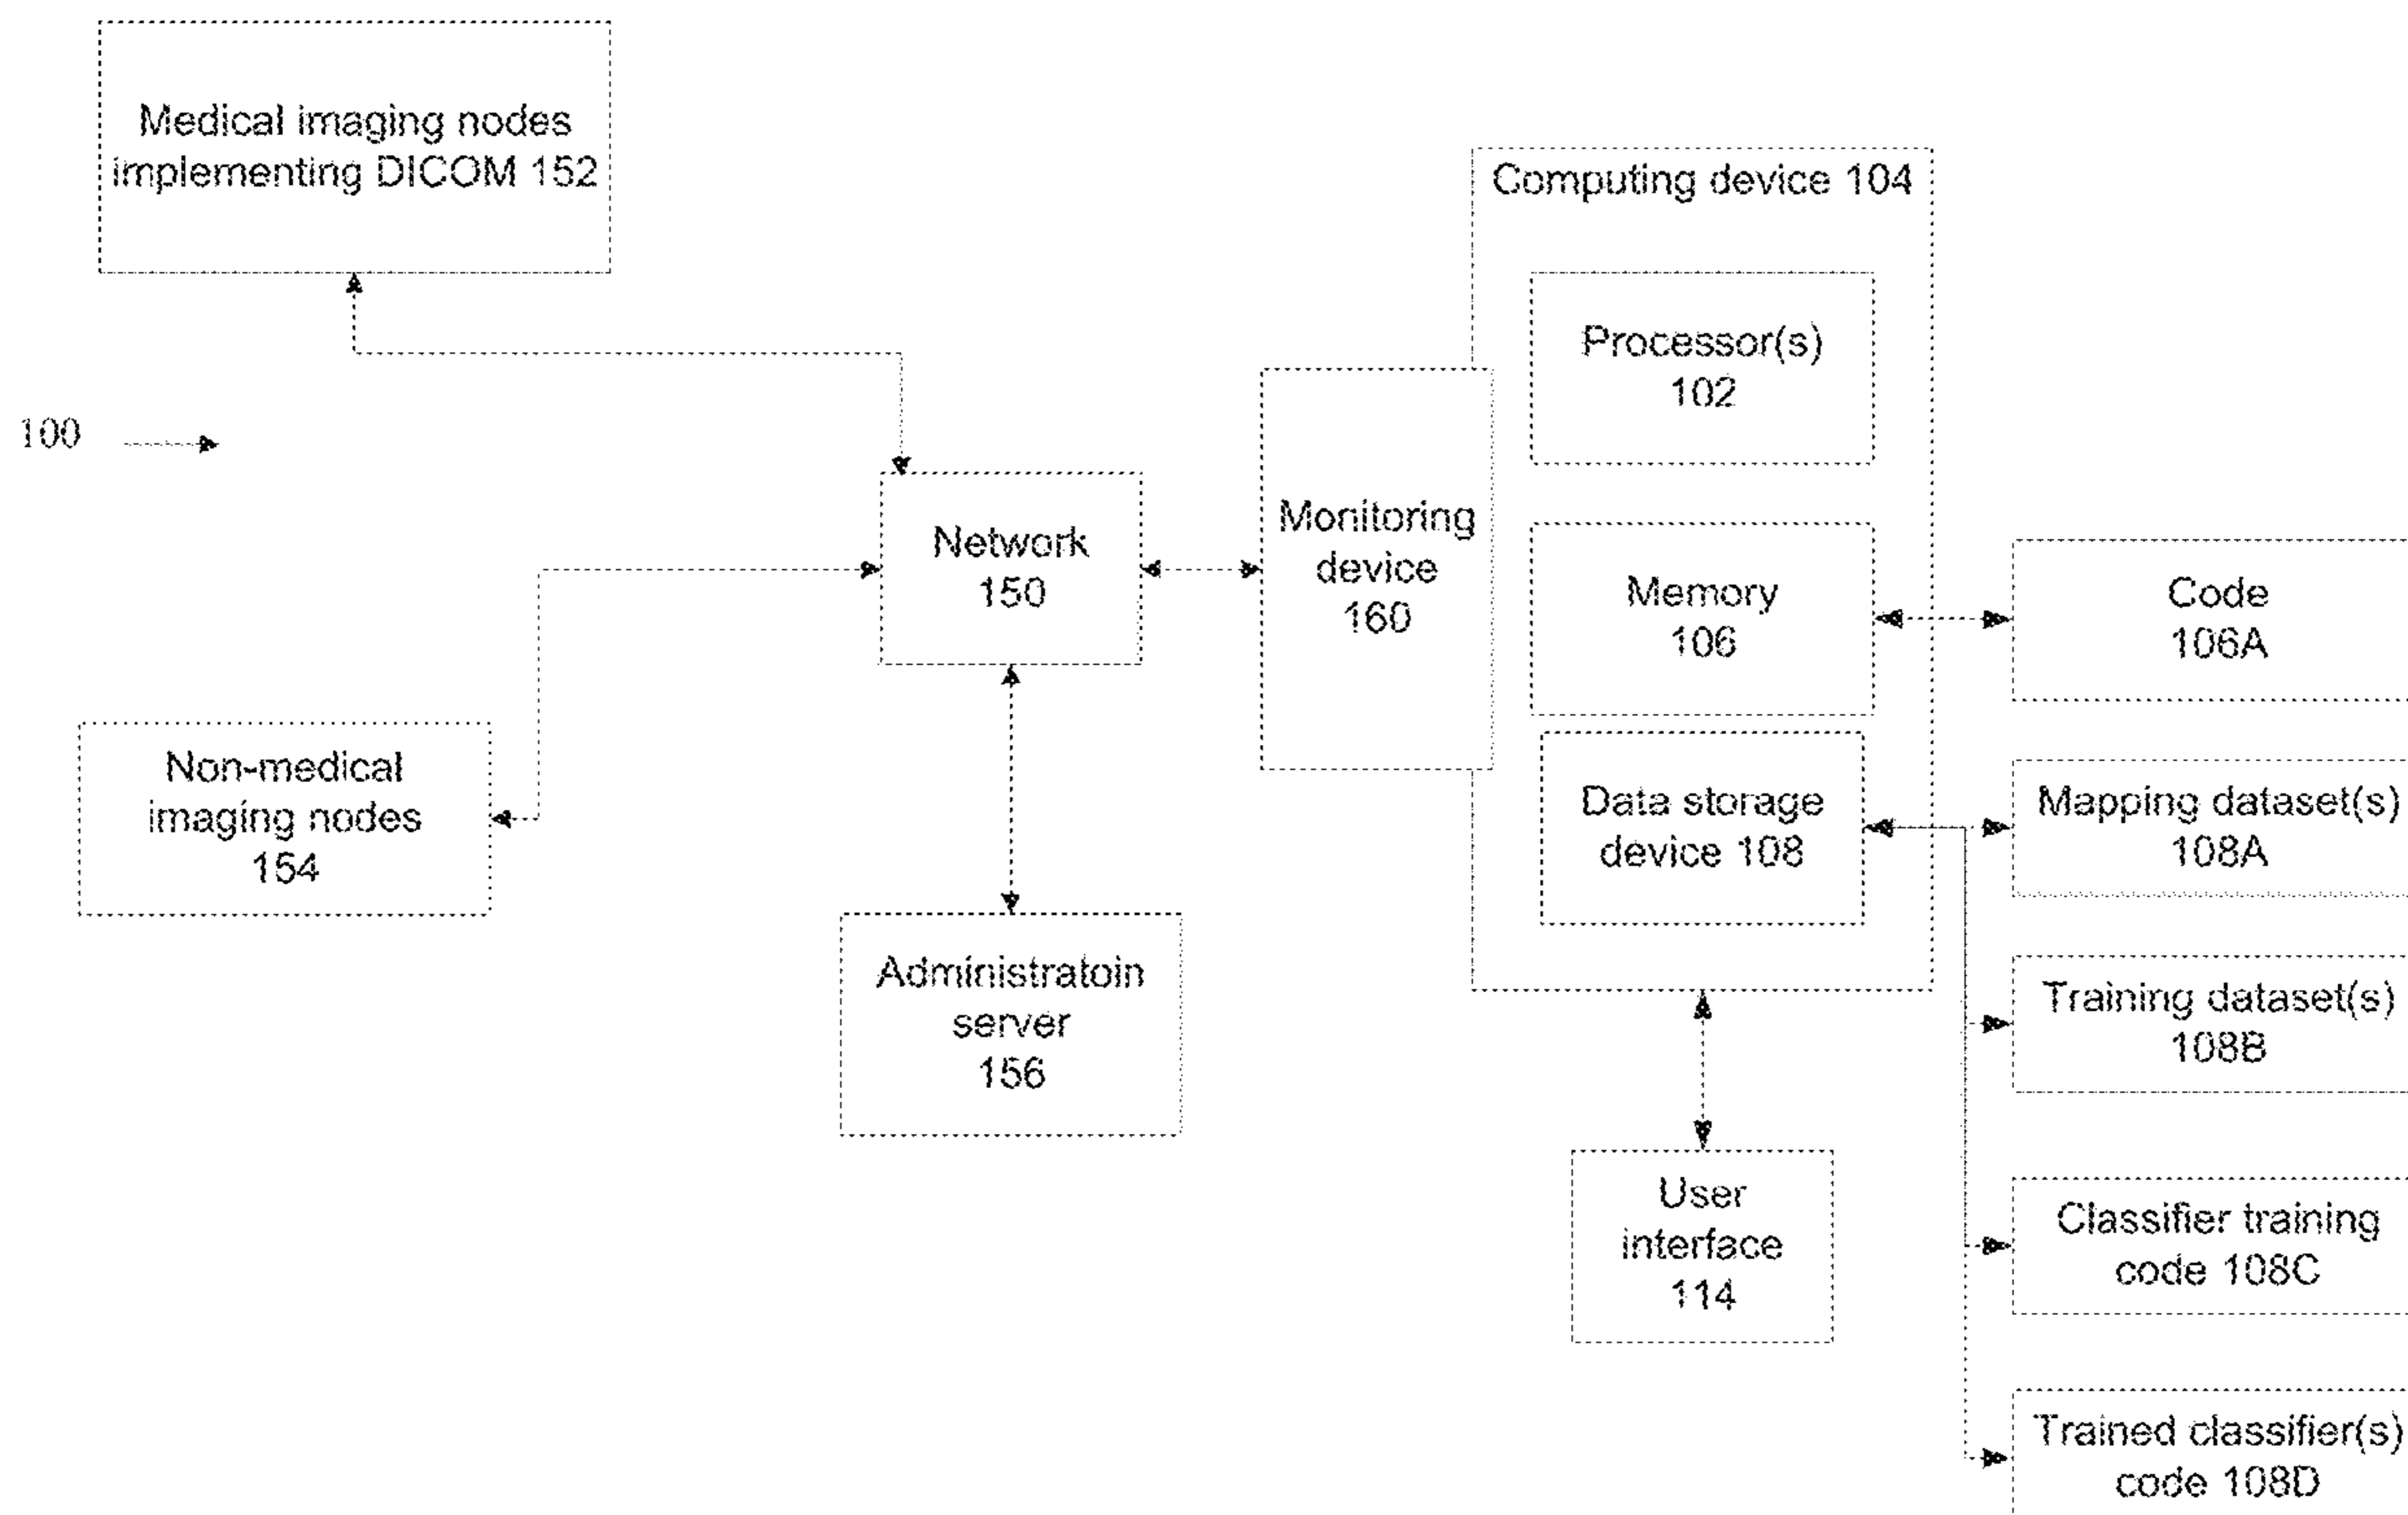 Medical imaging nodes
implementing DICOM 152
100
Network
150
Non-medical
imaging nodes
154
Administratoin
server
156
Monitoring
device
160
Computing device 104
Processor(s)
102
Memory
106
Data storage
device 108
User
interface
114
Code
106A
Mapping dataset(s)
108A
Training dataset(s)
108B
Classifier training
code 108C
Trained classifier(s)
code 108D